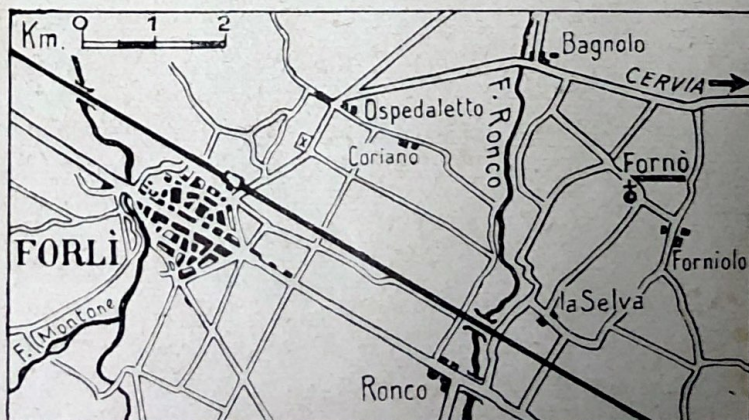 Km. 0 1 2
Bagnolo
CERVIA
Ospedaletto
F. RONCO
Coriano
x
Fornò
FORLÌ
Forniolo
la Selva
F. Montone
Ronco